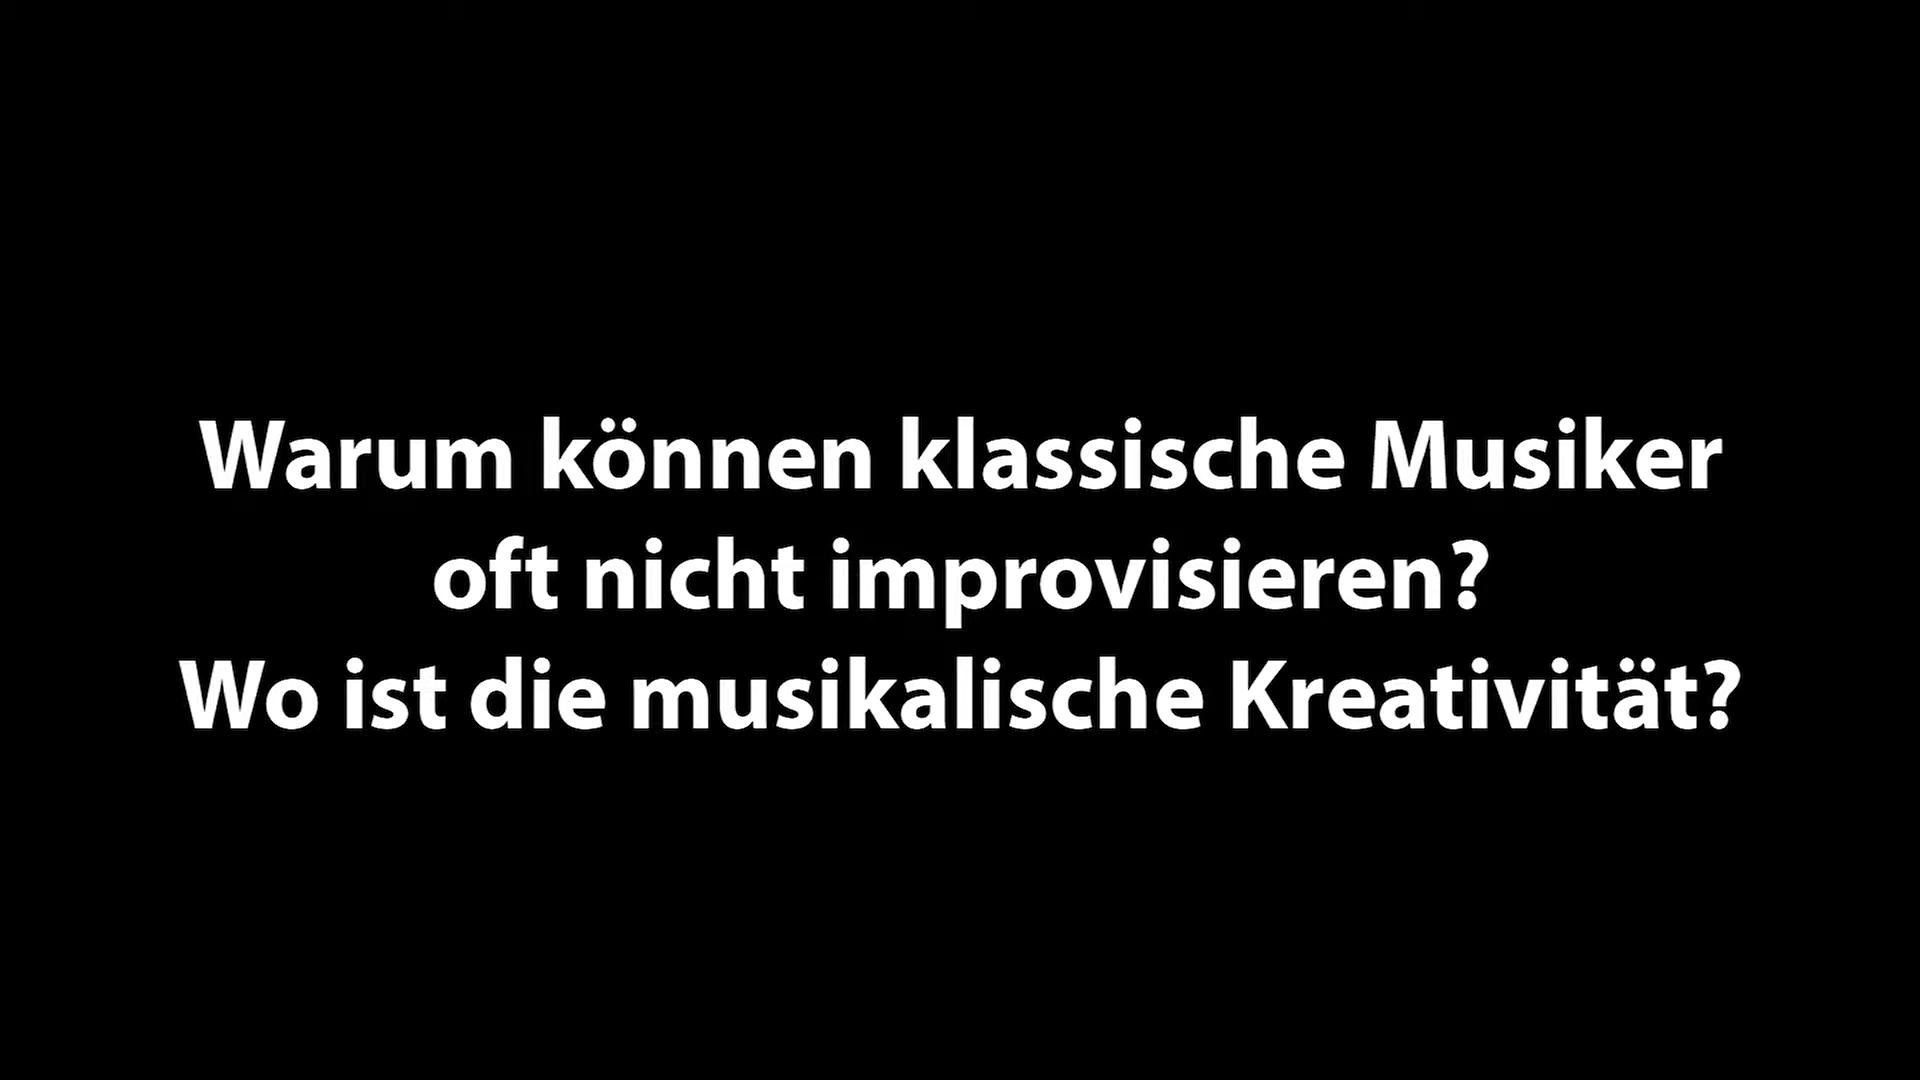 Warum können klassische Musiker
oft nicht improvisieren?
Wo ist die musikalische Kreativität?